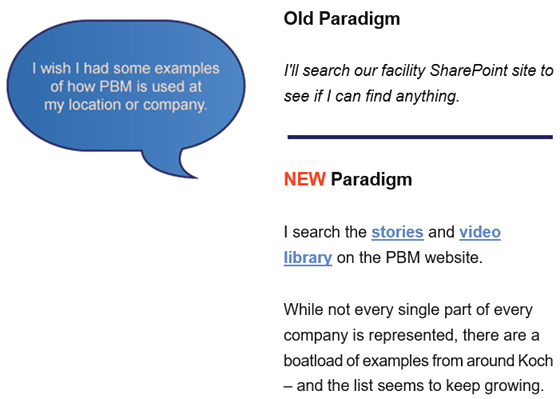 I wish I had some examples
of how PBM is used at
my location or company.
Old Paradigm
I'll search our facility SharePoint site to
see if I can find anything.
NEW Paradigm
I search the stories and video
library on the PBM website.
While not every single part of every
company is represented, there are a
boatload of examples from around Koch
– and the list seems to keep growing.